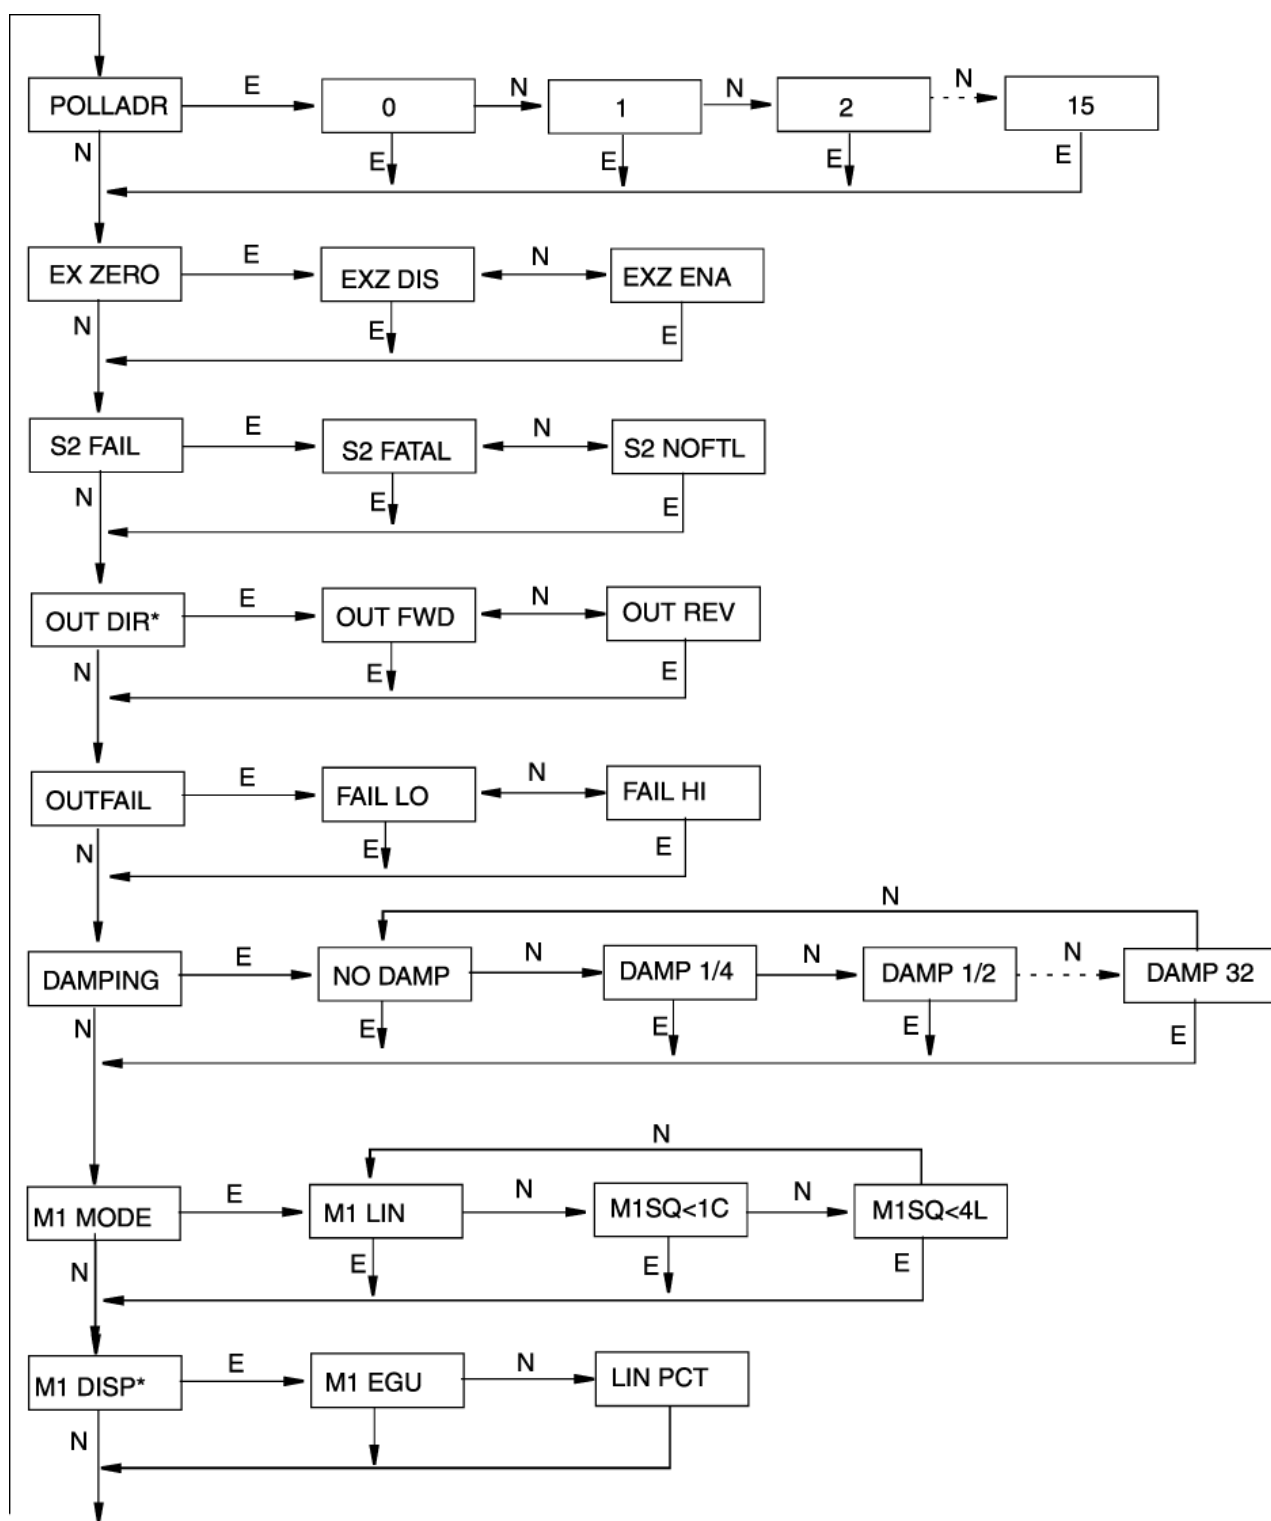 E N N N
POLLADR 0 1 2 15
N E E E E
E N
EX ZERO EXZ DIS EXZ ENA
N E E
E N
S2 FAIL S2 FATAL S2 NOFTL
N E E
E N
OUT DIR* OUT FWD OUT REV
N E E
E N
OUTFAIL FAIL LO FAIL HI
N E E
N
E N N N
DAMPING NO DAMP DAMP 1/4 DAMP 1/2 DAMP 32
N E E E E
N
E N N
M1 MODE M1 LIN M1SQ<1C M1SQ<4L
N E E E
E N
M1 DISP* M1 EGU LIN PCT
N